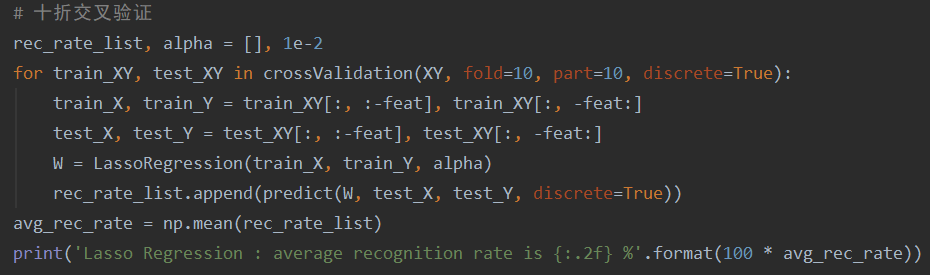 # 十折交叉验证
rec_rate_list, alpha = [], 1e-2
for train_XY, test_XY in crossValidation(XY, fold=10, part=10, discrete=True):
    train_X, train_Y = train_XY[:, :-feat], train_XY[:, -feat:]
    test_X, test_Y = test_XY[:, :-feat], test_XY[:, -feat:]
    W = LassoRegression(train_X, train_Y, alpha)
    rec_rate_list.append(predict(W, test_X, test_Y, discrete=True))
avg_rec_rate = np.mean(rec_rate_list)
print('Lasso Regression : average recognition rate is {:.2f} %'.format(100 * avg_rec_rate))